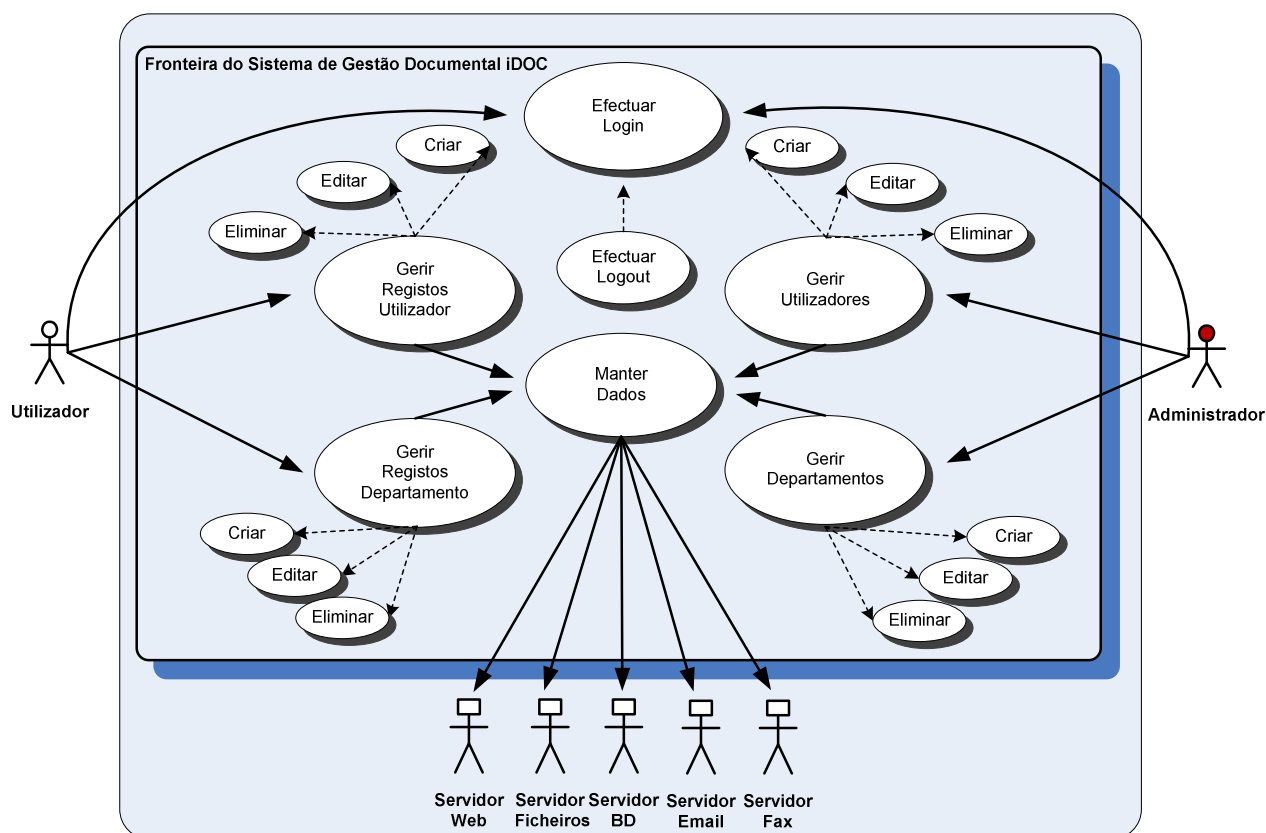 Fronteira do Sistema de Gestão Documental iDOC
Efectuar
Login
Criar
Criar
Editar
Editar
Eliminar
Eliminar
Efectuar
Logout
Gerir
Registos
Utilizador
Gerir
Utilizadores
Manter
Dados
Utilizador
Administrador
Gerir
Registos
Departamento
Gerir
Departamentos
Criar
Editar
Eliminar
Criar
Editar
Eliminar
Servidor
Web
Servidor
Ficheiros
Servidor
BD
Servidor
Email
Servidor
Fax